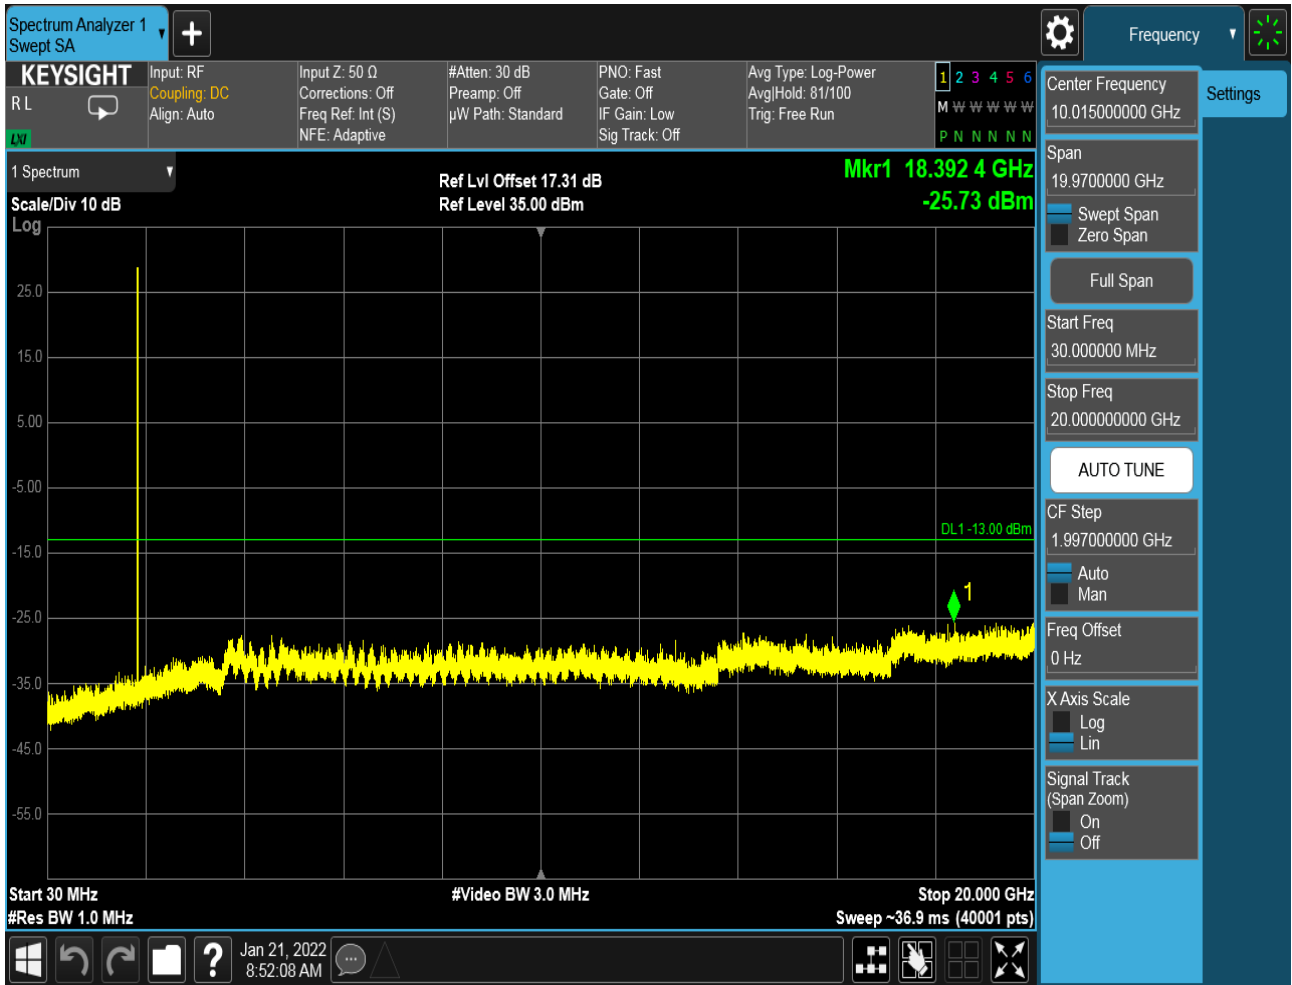 Spectrum Analyzer 1
Swept SA
Frequency
KEYSIGHT
R L
LXI
Input: RF
Coupling: DC
Align: Auto
Input Z: 50 Ω
Corrections: Off
Freq Ref: Int (S)
NFE: Adaptive
#Atten: 30 dB
Preamp: Off
µW Path: Standard
PNO: Fast
Gate: Off
IF Gain: Low
Sig Track: Off
Avg Type: Log-Power
Avg|Hold: 81/100
Trig: Free Run
1 2 3 4 5 6
M W W W W W
P N N N N N
1 Spectrum
Scale/Div 10 dB
Log
Ref Lvl Offset 17.31 dB
Ref Level 35.00 dBm
Mkr1 18.392 4 GHz
-25.73 dBm
25.0
15.0
5.00
-5.00
-15.0
-25.0
-35.0
-45.0
-55.0
DL1 -13.00 dBm
1
Start 30 MHz
#Res BW 1.0 MHz
#Video BW 3.0 MHz
Stop 20.000 GHz
Sweep ~36.9 ms (40001 pts)
Jan 21, 2022
8:52:08 AM
Center Frequency
10.015000000 GHz
Span
19.9700000 GHz
Swept Span
Zero Span
Full Span
Start Freq
30.000000 MHz
Stop Freq
20.000000000 GHz
AUTO TUNE
CF Step
1.997000000 GHz
Auto
Man
Freq Offset
0 Hz
X Axis Scale
Log
Lin
Signal Track
(Span Zoom)
On
Off
Settings